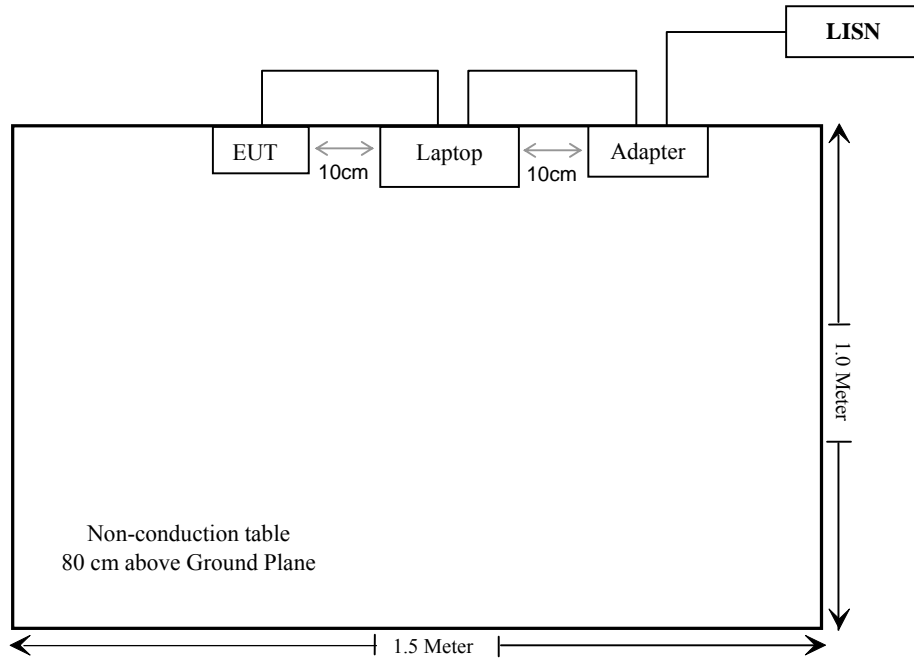 LISN
EUT
Laptop
Adapter
10cm
10cm
1.0 Meter
Non-conduction table
80 cm above Ground Plane
1.5 Meter